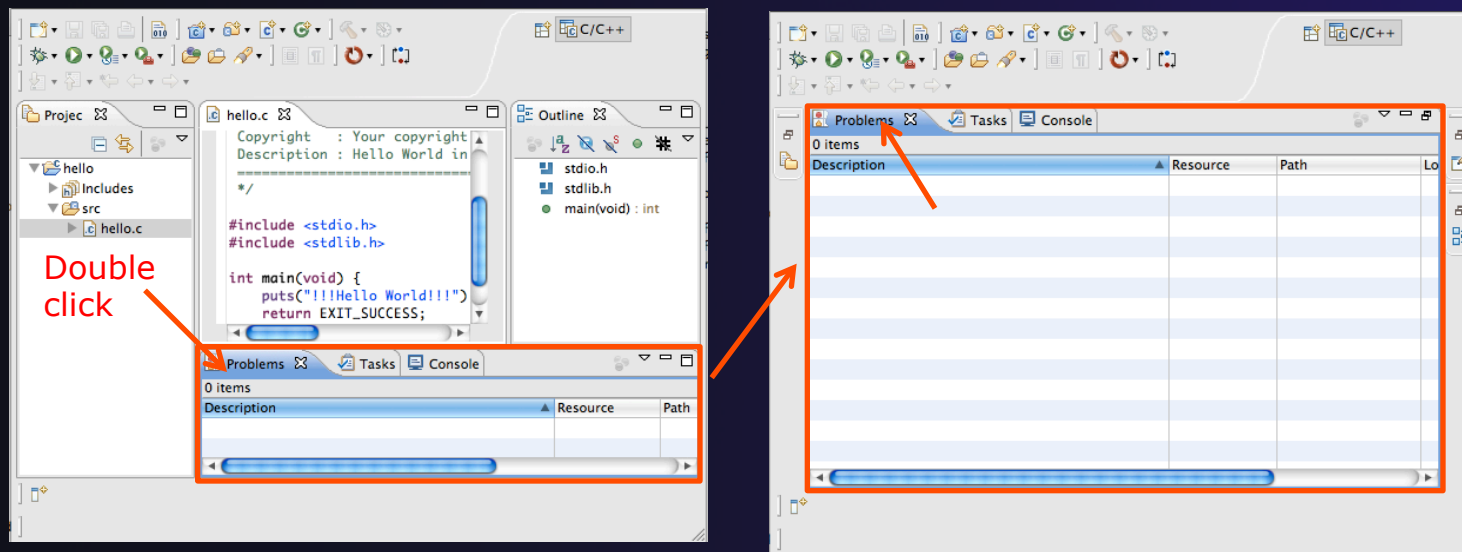 C/C++
Projec
hello
Includes
src
hello.c
hello.c
Copyright : Your copyright
Description : Hello World in
*/
#include <stdio.h>
#include <stdlib.h>
int main(void) {
puts("!!!Hello World!!!")
return EXIT_SUCCESS;
Outline
stdio.h
stdlib.h
main(void) : int
Double
click
Problems Tasks Console
0 items
Description Resource Path
C/C++
Problems Tasks Console
0 items
Description Resource Path Lo